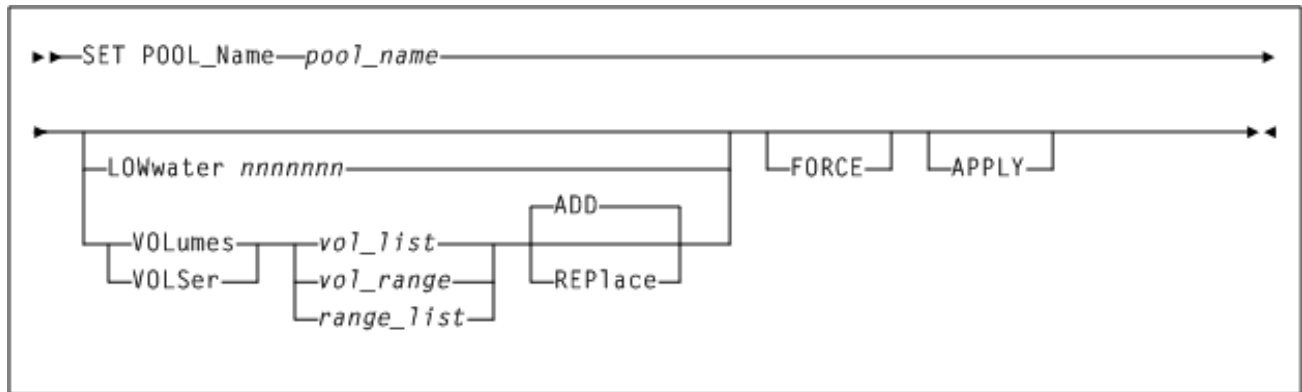 SET POOL_Name pool_name
LOWwater nnnnnnn
FORCE
APPLY
ADD
VOLumes
vol_list
VOLSer
vol_range
REPlace
range_list